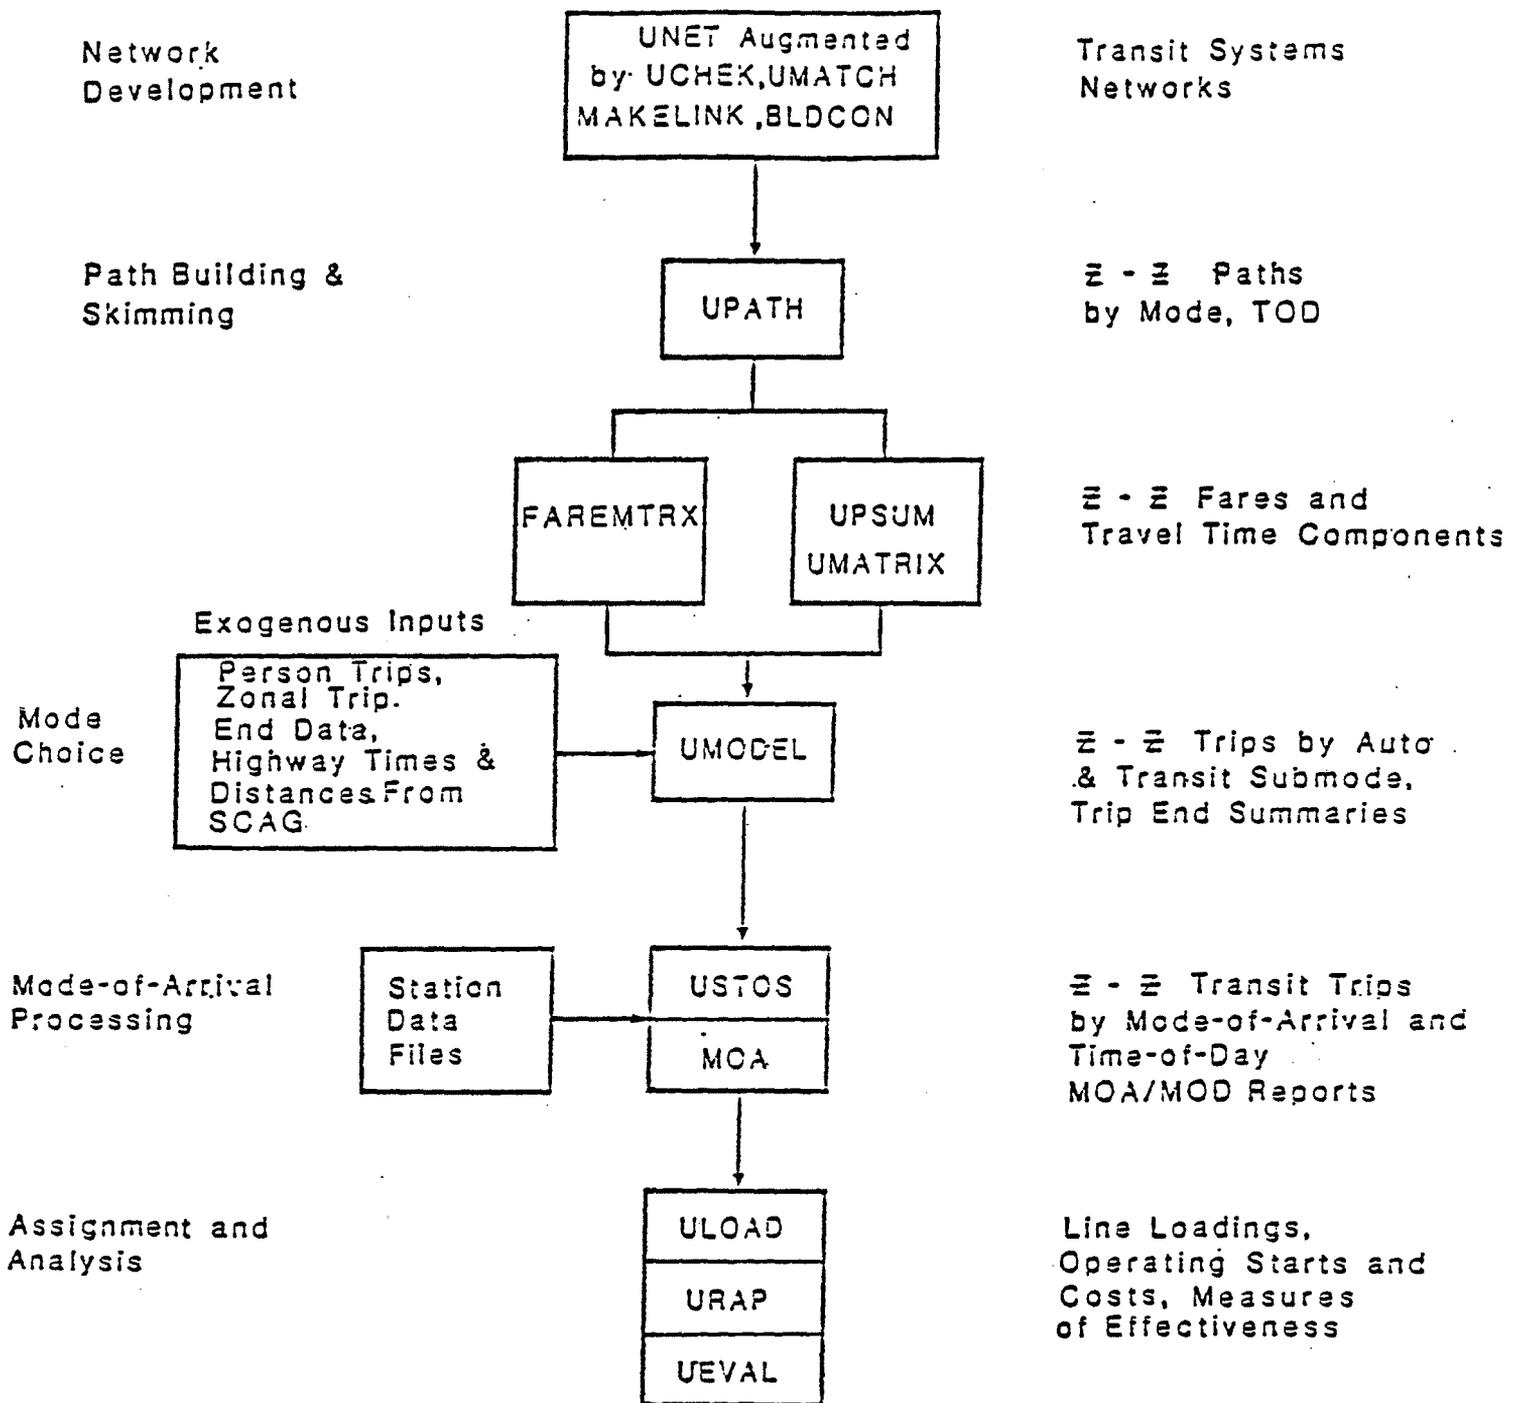 Network
Development
UNET Augmented
by UCHEK,UMATCH
MAKELINK,BLDCON
Transit Systems
Networks
Path Building &
Skimming
UPATH
Z - Z Paths
by Mode, TOD
FAREMTRX
UPSUM
UMATRIX
Z - Z Fares and
Travel Time Components
Exogenous Inputs
Person Trips,
Zonal Trip.
End Data,
Highway Times &
Distances From
SCAG
Mode
Choice
UMODEL
Z - Z Trips by Auto
& Transit Submode,
Trip End Summaries
Mode-of-Arrival
Processing
Station
Data
Files
USTOS
MOA
Z - Z Transit Trips
by Mode-of-Arrival and
Time-of-Day
MOA/MOD Reports
Assignment and
Analysis
ULOAD
URAP
UEVAL
Line Loadings,
Operating Starts and
Costs, Measures
of Effectiveness